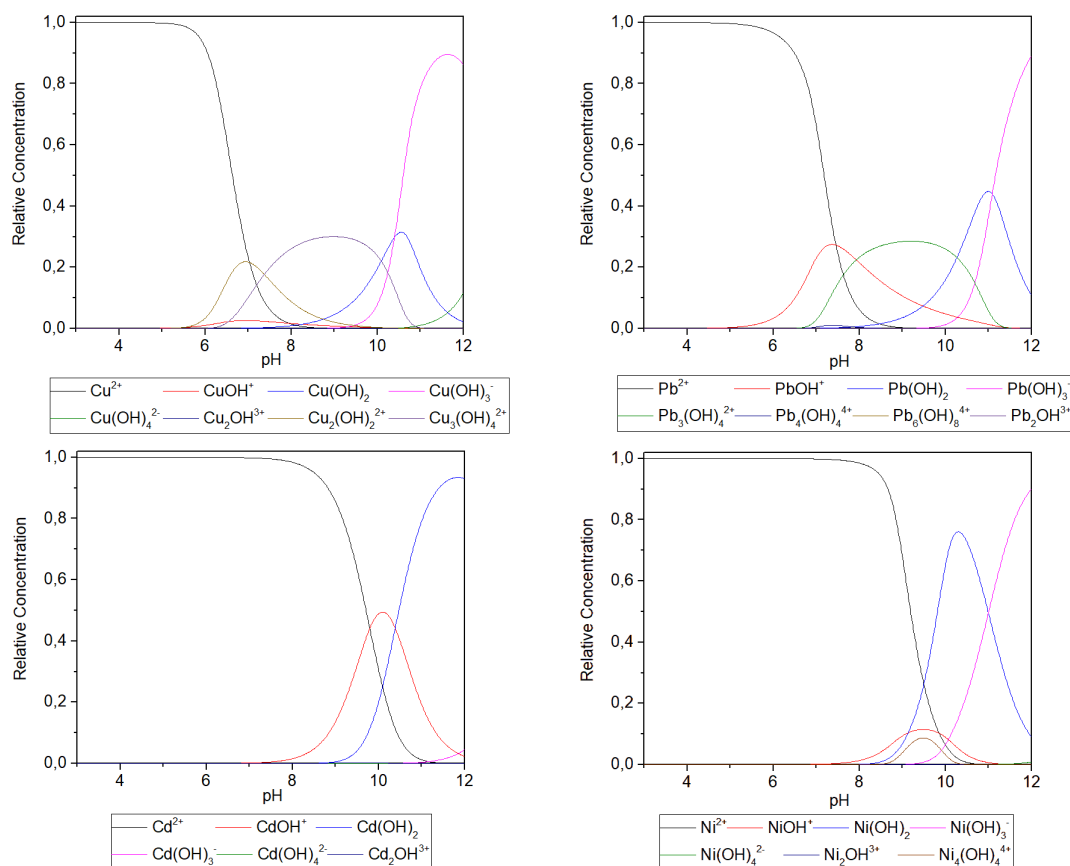 1,0
0,8
0,6
0,4
0,2
0,0
Relative Concentration
4 6 8 10 12
pH
Cu²⁺ CuOH⁺ Cu(OH)₂ Cu(OH)₃⁻
Cu(OH)₄²⁻ Cu₂OH³⁺ Cu₂(OH)₂²⁺ Cu₃(OH)₄²⁺
1,0
0,8
0,6
0,4
0,2
0,0
Relative Concentration
4 6 8 10 12
pH
Pb²⁺ PbOH⁺ Pb(OH)₂ Pb(OH)₃⁻
Pb₃(OH)₄²⁺ Pb₄(OH)₄⁴⁺ Pb₆(OH)₈⁴⁺ Pb₂OH³⁺
1,0
0,8
0,6
0,4
0,2
0,0
Relative Concentration
4 6 8 10 12
pH
Cd²⁺ CdOH⁺ Cd(OH)₂
Cd(OH)₃⁻ Cd(OH)₄²⁻ Cd₂OH³⁺
1,0
0,8
0,6
0,4
0,2
0,0
Relative Concentration
4 6 8 10 12
pH
Ni²⁺ NiOH⁺ Ni(OH)₂ Ni(OH)₃⁻
Ni(OH)₄²⁻ Ni₂OH³⁺ Ni₄(OH)₄⁴⁺